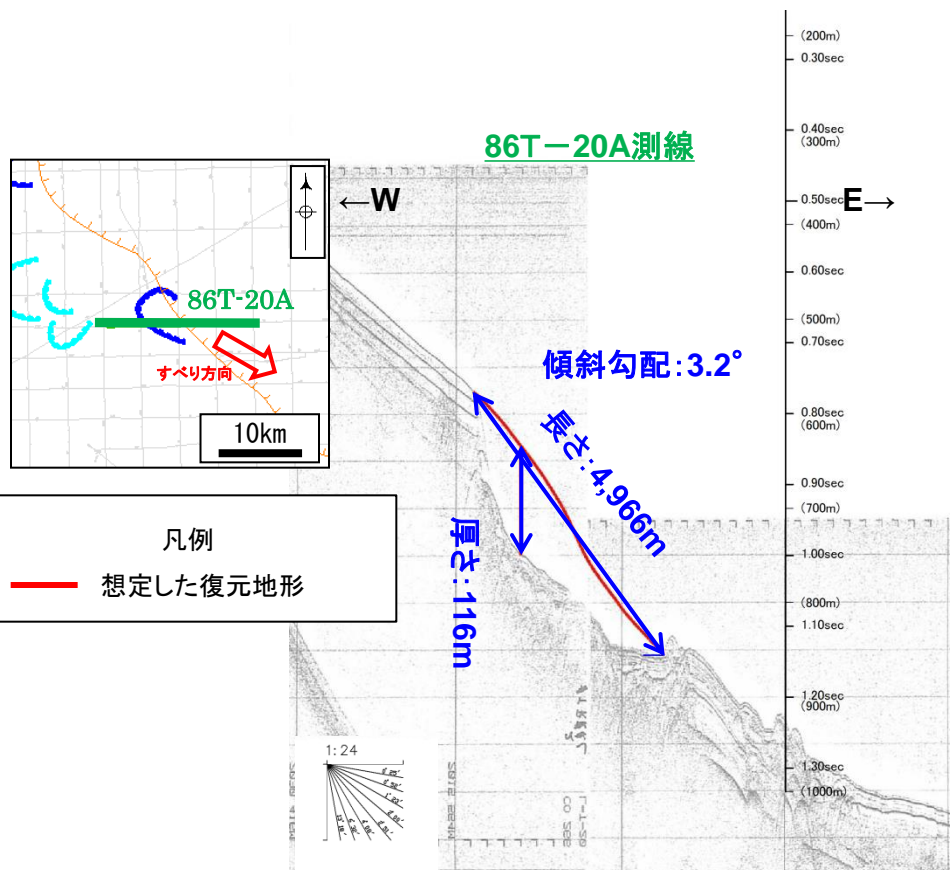 (200m)
0.30sec
86T－20A測線
0.40sec
(300m)
←W
0.50sec
E→
(400m)
0.60sec
86T-20A
すべり方向
10km
(500m)
0.70sec
傾斜勾配：3.2°
0.80sec
(600m)
長さ：4,966m
0.90sec
(700m)
厚さ：116m
凡例
想定した復元地形
1.00sec
(800m)
1.10sec
1.20sec
(900m)
1:24
1.30sec
(1000m)